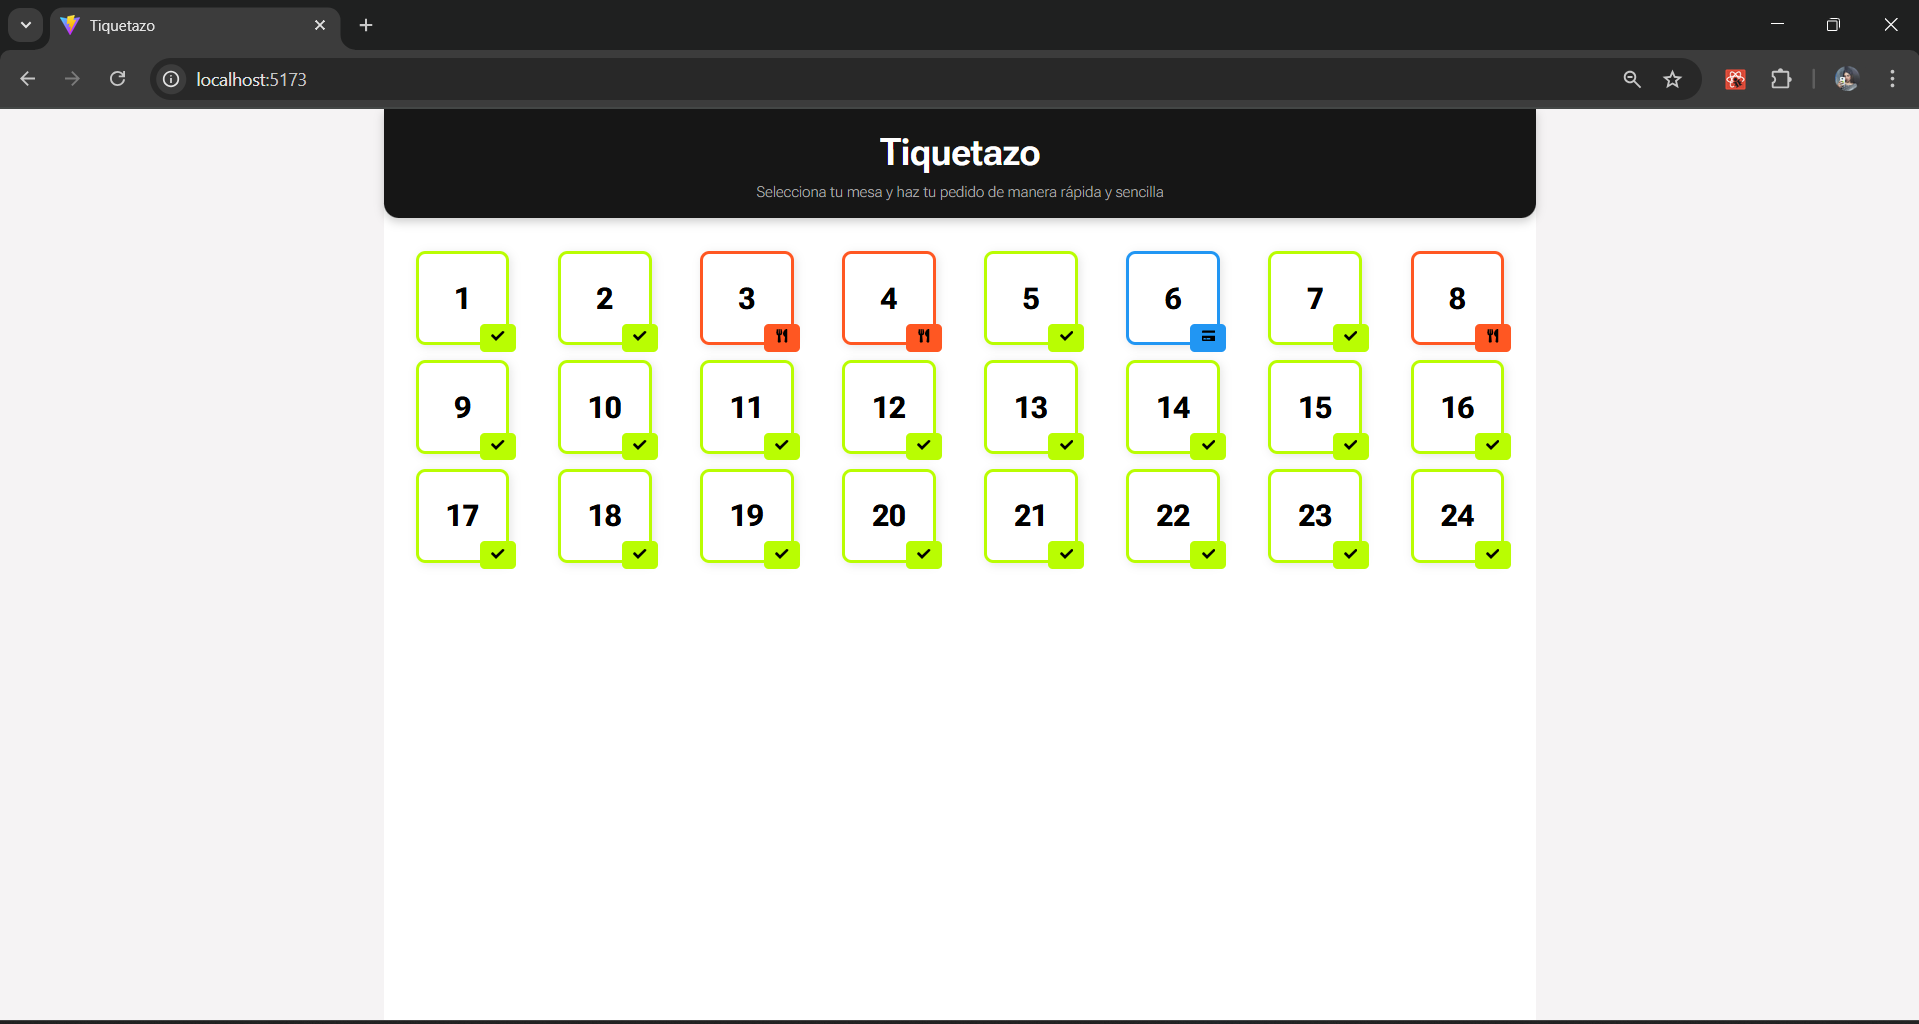 Tiquetazo
localhost:5173
Tiquetazo
Selecciona tu mesa y haz tu pedido de manera rápida y sencilla
1 2 3 4 5 6 7 8
9 10 11 12 13 14 15 16
17 18 19 20 21 22 23 24